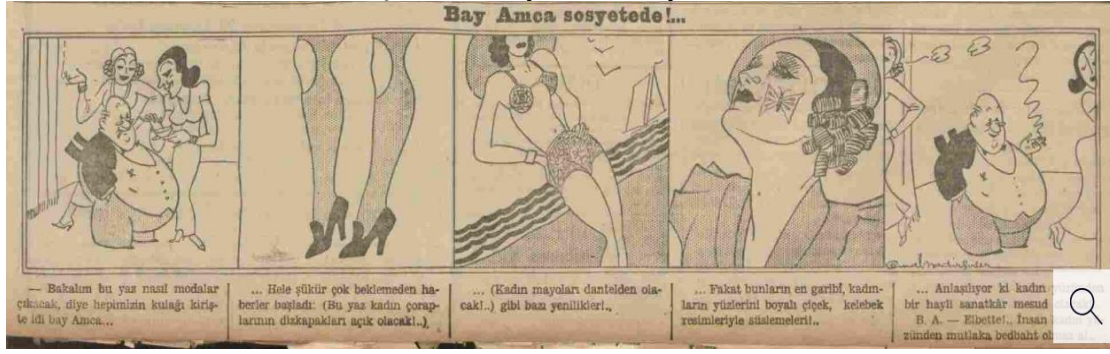 Bay Amca sosyetede!...
— Bakalım bu yaz nasıl modalar
çıkacak, diye hepimizin kulağı kiriş-
te idi bay Amca...
... Hele şükür çok beklemeden ha-
berler başladı: (Bu yaz kadın çorap-
larının dizkapakları açık olacak!..)
... (Kadın mayoları dantelden ola-
cak!..) gibi bazı yenilikler!..
... Fakat bunların en garibi, kadın-
ların yüzlerini boyalı çiçek, kelebek
resimleriyle süslemeleri!..
... Anlaşılıyor ki kadın
bir hayli sanatkâr mesud
B. A. — Elbette!.. İnsan
zünden mutlaka bedbaht